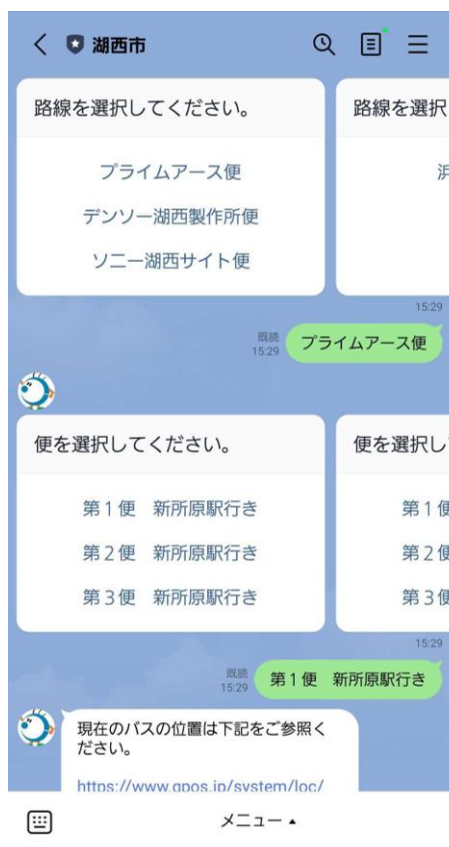 湖西市
路線を選択してください。
路線を選択
プライムアース便
デンソー湖西製作所便
ソニー湖西サイト便
15:29
既読
15:29
プライムアース便
便を選択してください。
便を選択し
第1便 新所原駅行き
第1便
第2便 新所原駅行き
第2便
第3便 新所原駅行き
第3便
15:29
既読
15:29
第1便 新所原駅行き
現在のバスの位置は下記をご参照く
ださい。
https://www.qpos.jp/system/loc/
メニュー